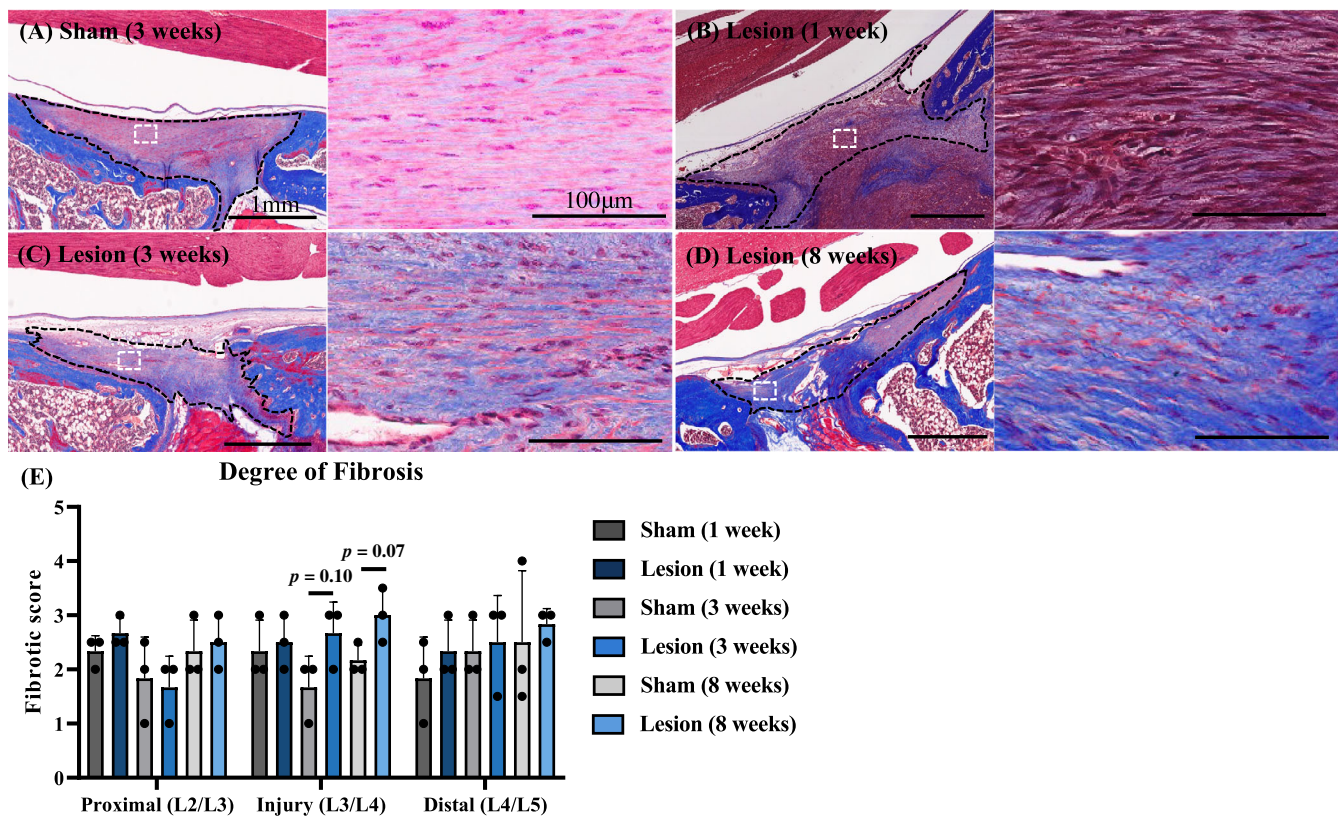 (A) Sham (3 weeks)
1mm
100μm
(B) Lesion (1 week)
(C) Lesion (3 weeks)
(D) Lesion (8 weeks)
(E)
Degree of Fibrosis
Fibrotic score
5
4
3
2
1
0
p = 0.10
p = 0.07
Proximal (L2/L3)
Injury (L3/L4)
Distal (L4/L5)
Sham (1 week)
Lesion (1 week)
Sham (3 weeks)
Lesion (3 weeks)
Sham (8 weeks)
Lesion (8 weeks)